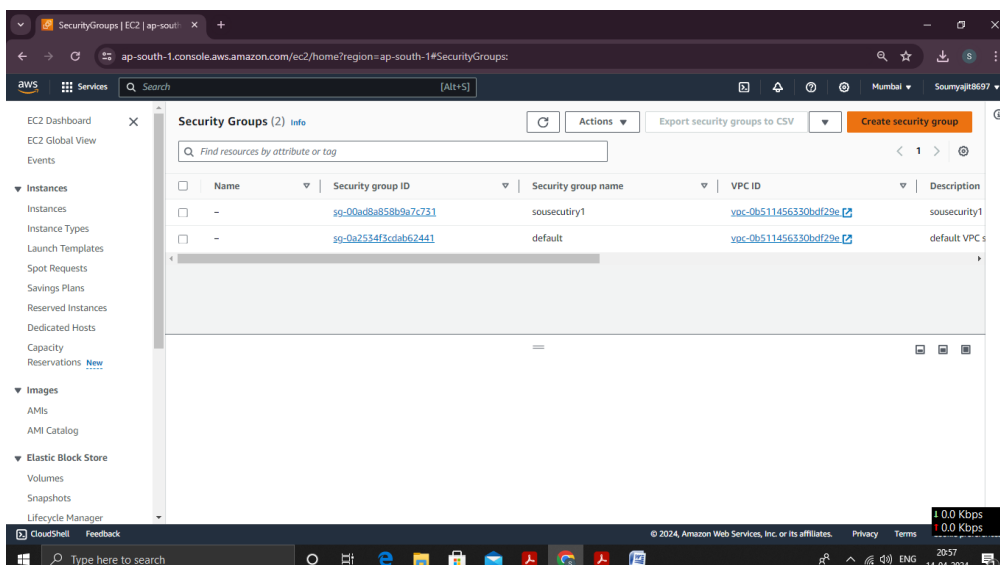 SecurityGroups | EC2 | ap-sout
ap-south-1.console.aws.amazon.com/ec2/home?region=ap-south-1#SecurityGroups:
S
aws
Services
Search
[Alt+S]
Mumbai
Soumyajit8697
EC2 Dashboard
EC2 Global View
Events
Instances
Instances
Instance Types
Launch Templates
Spot Requests
Savings Plans
Reserved Instances
Dedicated Hosts
Capacity
Reservations New
Images
AMIs
AMI Catalog
Elastic Block Store
Volumes
Snapshots
Lifecycle Manager
Security Groups (2) Info
Actions
Export security groups to CSV
Create security group
Find resources by attribute or tag
1
Name Security group ID Security group name VPC ID Description
– sg-00ad8a858b9a7c731 sousecutiry1 vpc-0b511456330bdf29e sousecurity1
– sg-0a2534f3cdab62441 default vpc-0b511456330bdf29e default VPC s
CloudShell Feedback
© 2024, Amazon Web Services, Inc. or its affiliates. Privacy Terms
0.0 Kbps
0.0 Kbps
Type here to search
ENG
20:57
14-04-2024